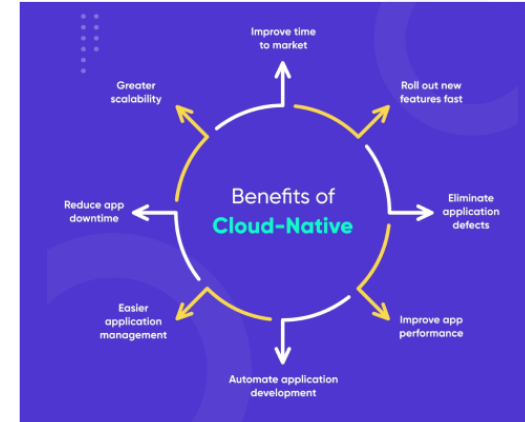 Improve time
to market
Greater
scalability
Roll out new
features fast
Benefits of
Cloud-Native
Reduce app
downtime
Eliminate
application
defects
Easier
application
management
Improve app
performance
Automate application
development